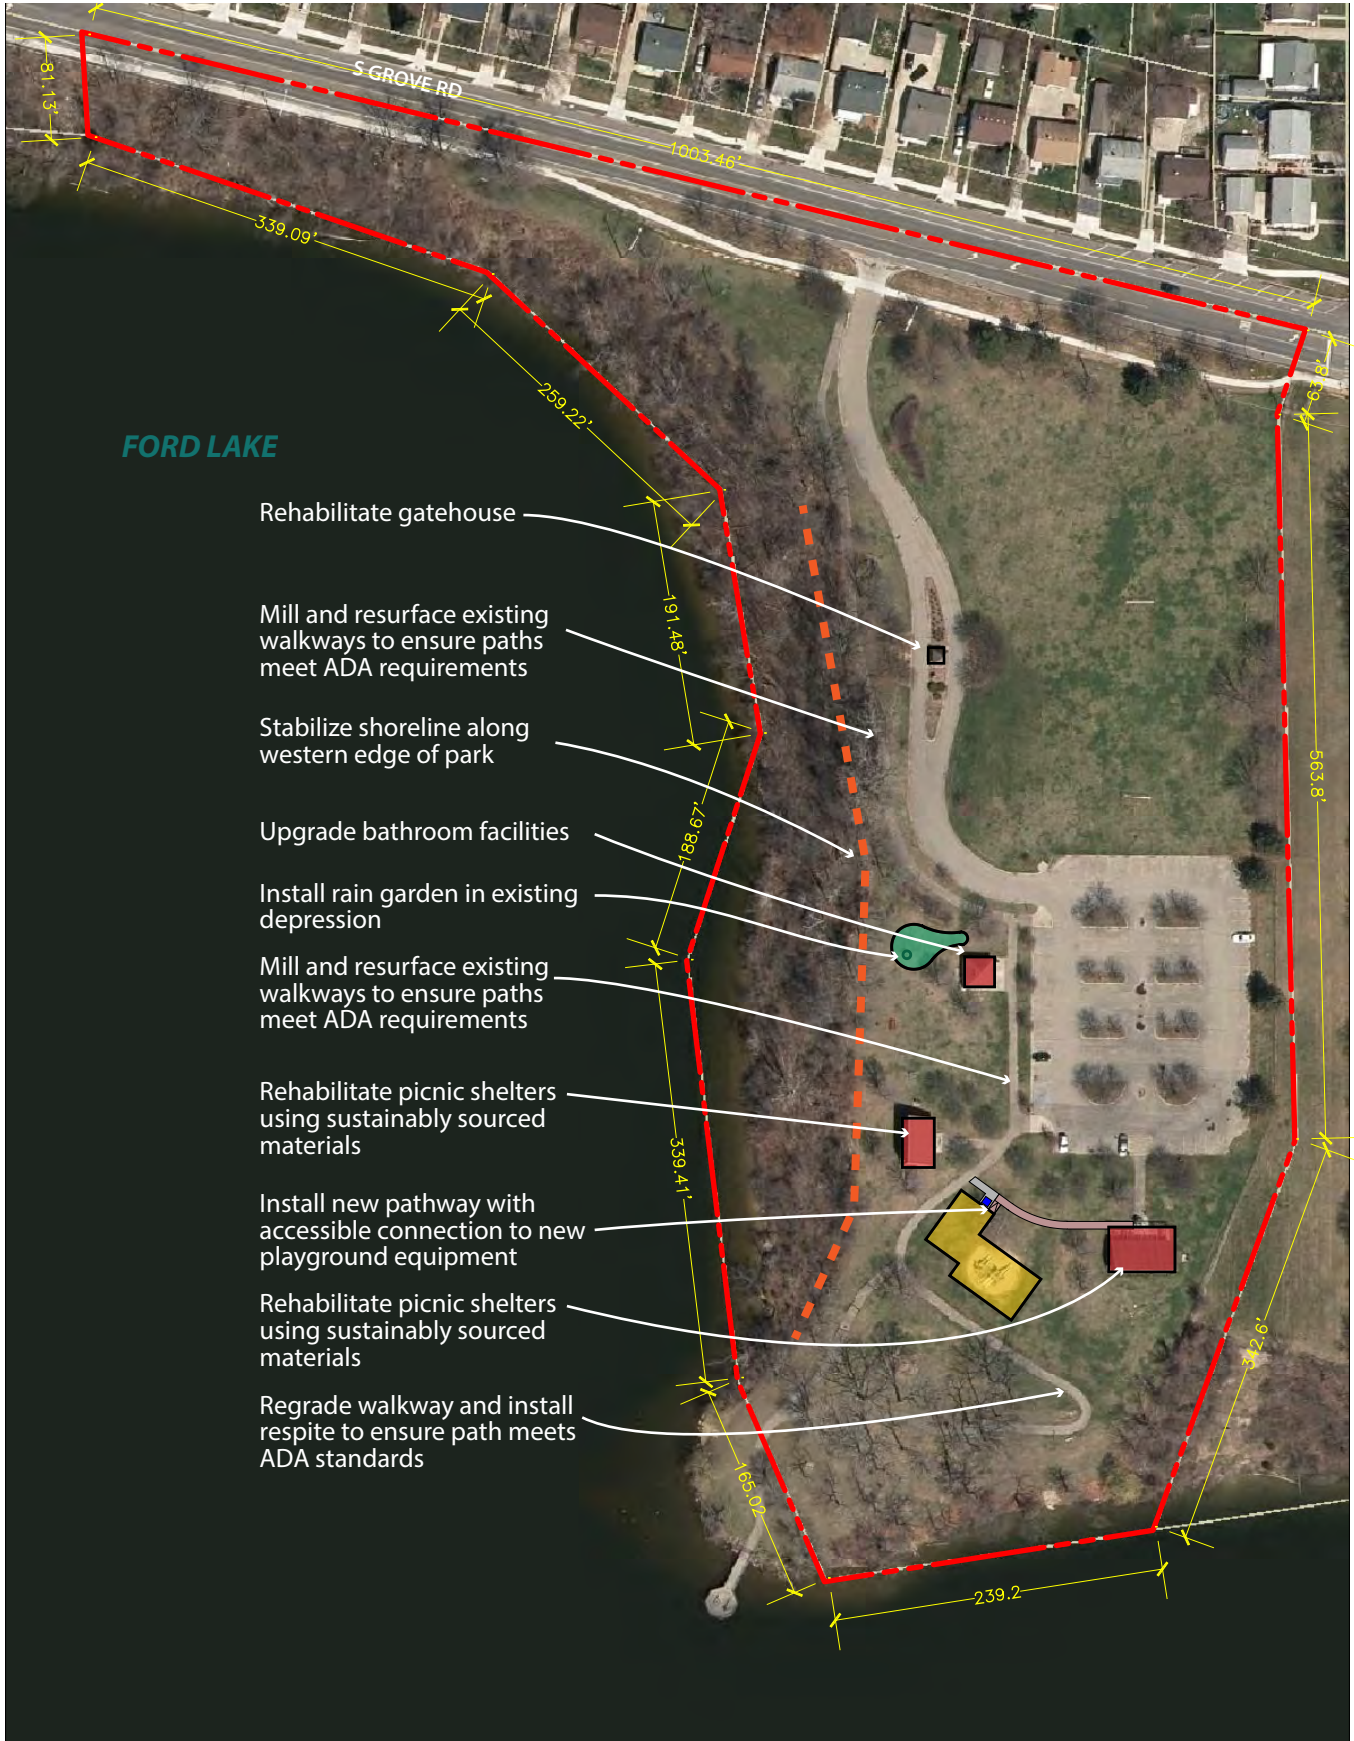 81.13'
S GROVE RD
1003.46'
339.09'
63.8'
259.22'
FORD LAKE
Rehabilitate gatehouse
191.48'
Mill and resurface existing
walkways to ensure paths
meet ADA requirements
Stabilize shoreline along
western edge of park
563.8'
188.67'
Upgrade bathroom facilities
Install rain garden in existing
depression
Mill and resurface existing
walkways to ensure paths
meet ADA requirements
Rehabilitate picnic shelters
using sustainably sourced
materials
339.41'
Install new pathway with
accessible connection to new
playground equipment
Rehabilitate picnic shelters
using sustainably sourced
materials
342.6'
Regrade walkway and install
respite to ensure path meets
ADA standards
165.02
239.2